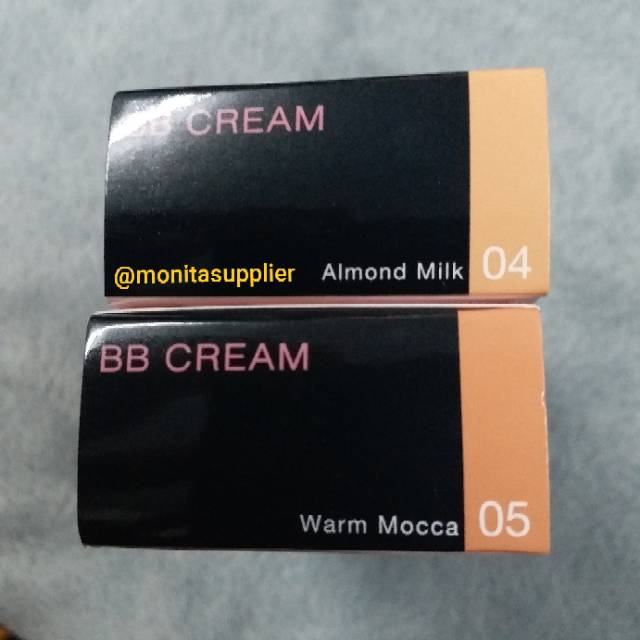 BB CREAM
@monitasupplier
Almond Milk 04
BB CREAM
Warm Mocca 05